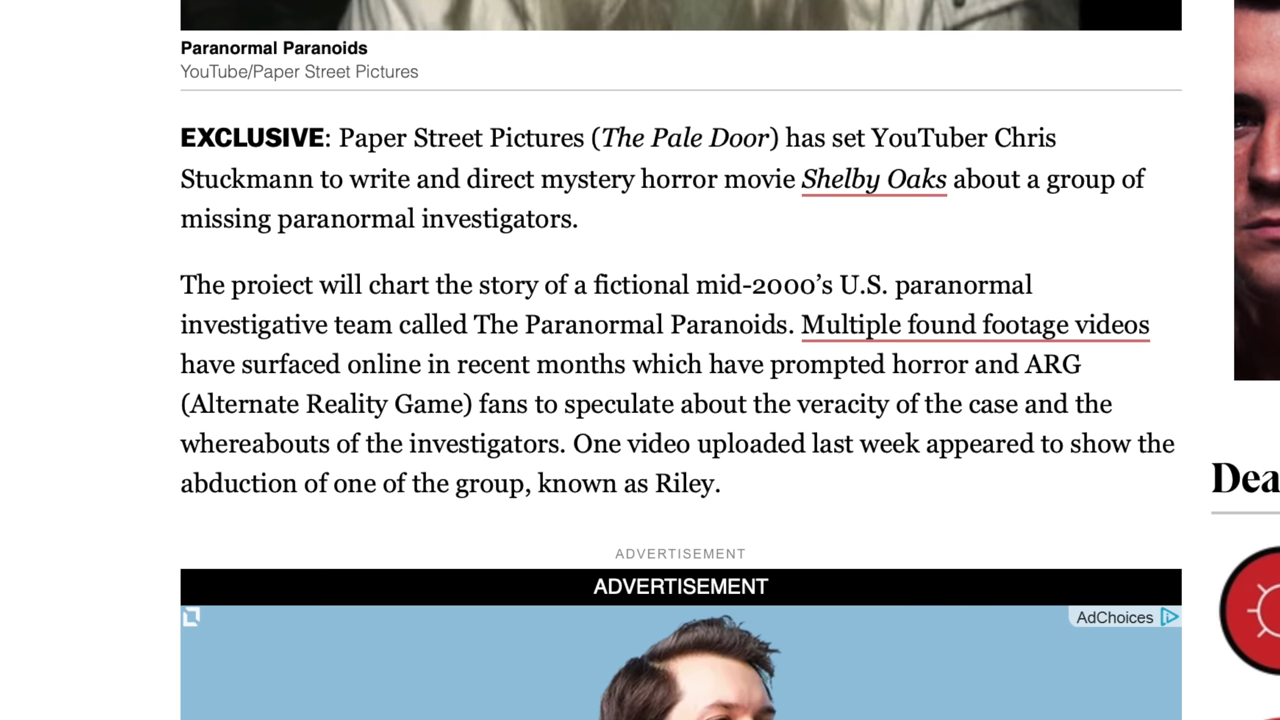 Paranormal Paranoids
YouTube/Paper Street Pictures
EXCLUSIVE: Paper Street Pictures (The Pale Door) has set YouTuber Chris
Stuckmann to write and direct mystery horror movie Shelby Oaks about a group of
missing paranormal investigators.
The project will chart the story of a fictional mid-2000’s U.S. paranormal
investigative team called The Paranormal Paranoids. Multiple found footage videos
have surfaced online in recent months which have prompted horror and ARG
(Alternate Reality Game) fans to speculate about the veracity of the case and the
whereabouts of the investigators. One video uploaded last week appeared to show the
abduction of one of the group, known as Riley.
Dea
ADVERTISEMENT
ADVERTISEMENT
AdChoices